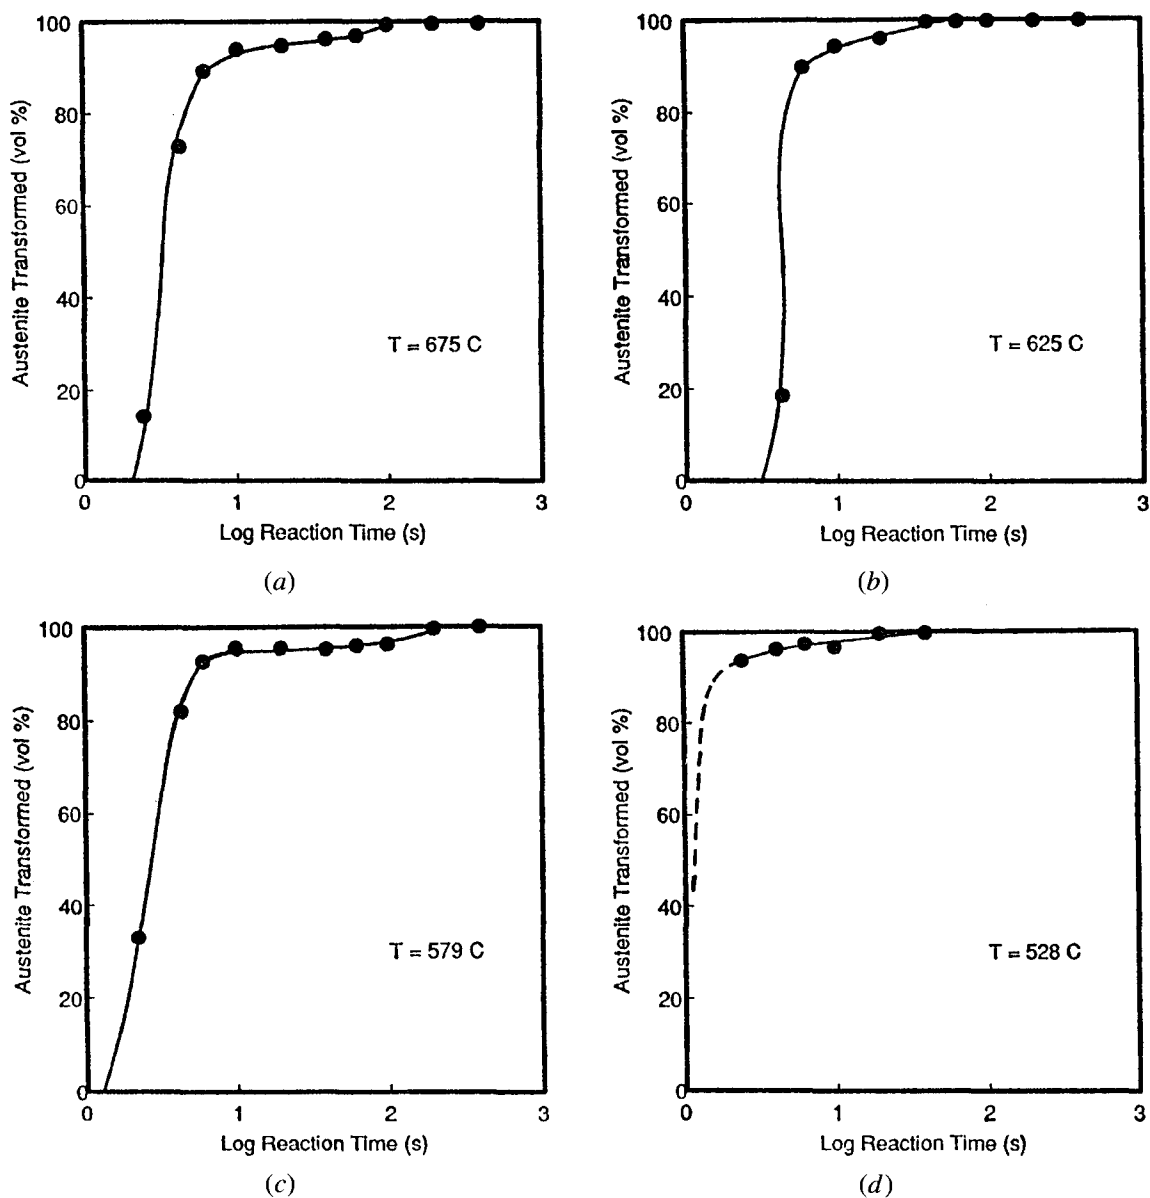 100
80
60
40
20
0
Austenite Transformed (vol %)
T = 675 C
0 1 2 3
Log Reaction Time (s)
(a)
100
80
60
40
20
0
Austenite Transformed (vol %)
T = 625 C
0 1 2 3
Log Reaction Time (s)
(b)
100
80
60
40
20
0
Austenite Transformed (vol %)
T = 579 C
0 1 2 3
Log Reaction Time (s)
(c)
100
80
60
40
20
0
Austenite Transformed (vol %)
T = 528 C
0 1 2 3
Log Reaction Time (s)
(d)